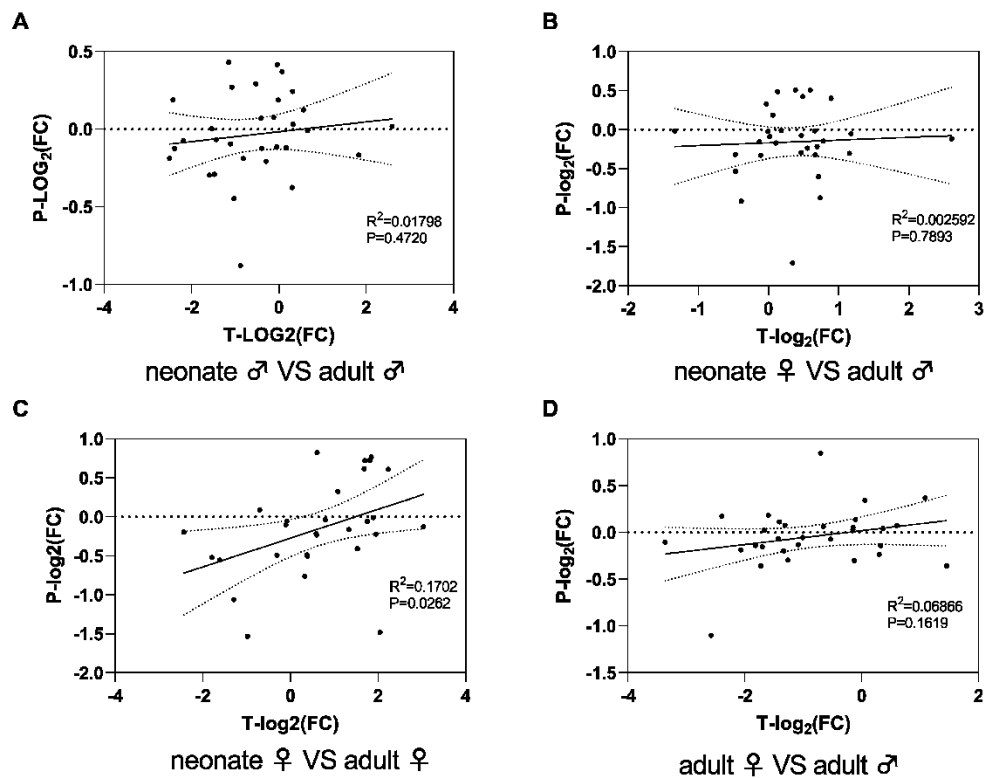 A
P-LOG2(FC)
0.5
0.0
-0.5
-1.0
R²=0.01798
P=0.4720
-4 -2 0 2 4
T-LOG2(FC)
neonate ♂ VS adult ♂
B
P-log₂(FC)
1.0
0.5
0.0
-0.5
-1.0
-1.5
-2.0
R²=0.002592
P=0.7893
-2 -1 0 1 2 3
T-log₂(FC)
neonate ♀ VS adult ♂
C
P-log2(FC)
1.0
0.5
0.0
-0.5
-1.0
-1.5
-2.0
R²=0.1702
P=0.0262
-4 -2 0 2 4
T-log2(FC)
neonate ♀ VS adult ♀
D
P-log₂(FC)
1.0
0.5
0.0
-0.5
-1.0
-1.5
R²=0.06866
P=0.1619
-4 -2 0 2
T-log₂(FC)
adult ♀ VS adult ♂